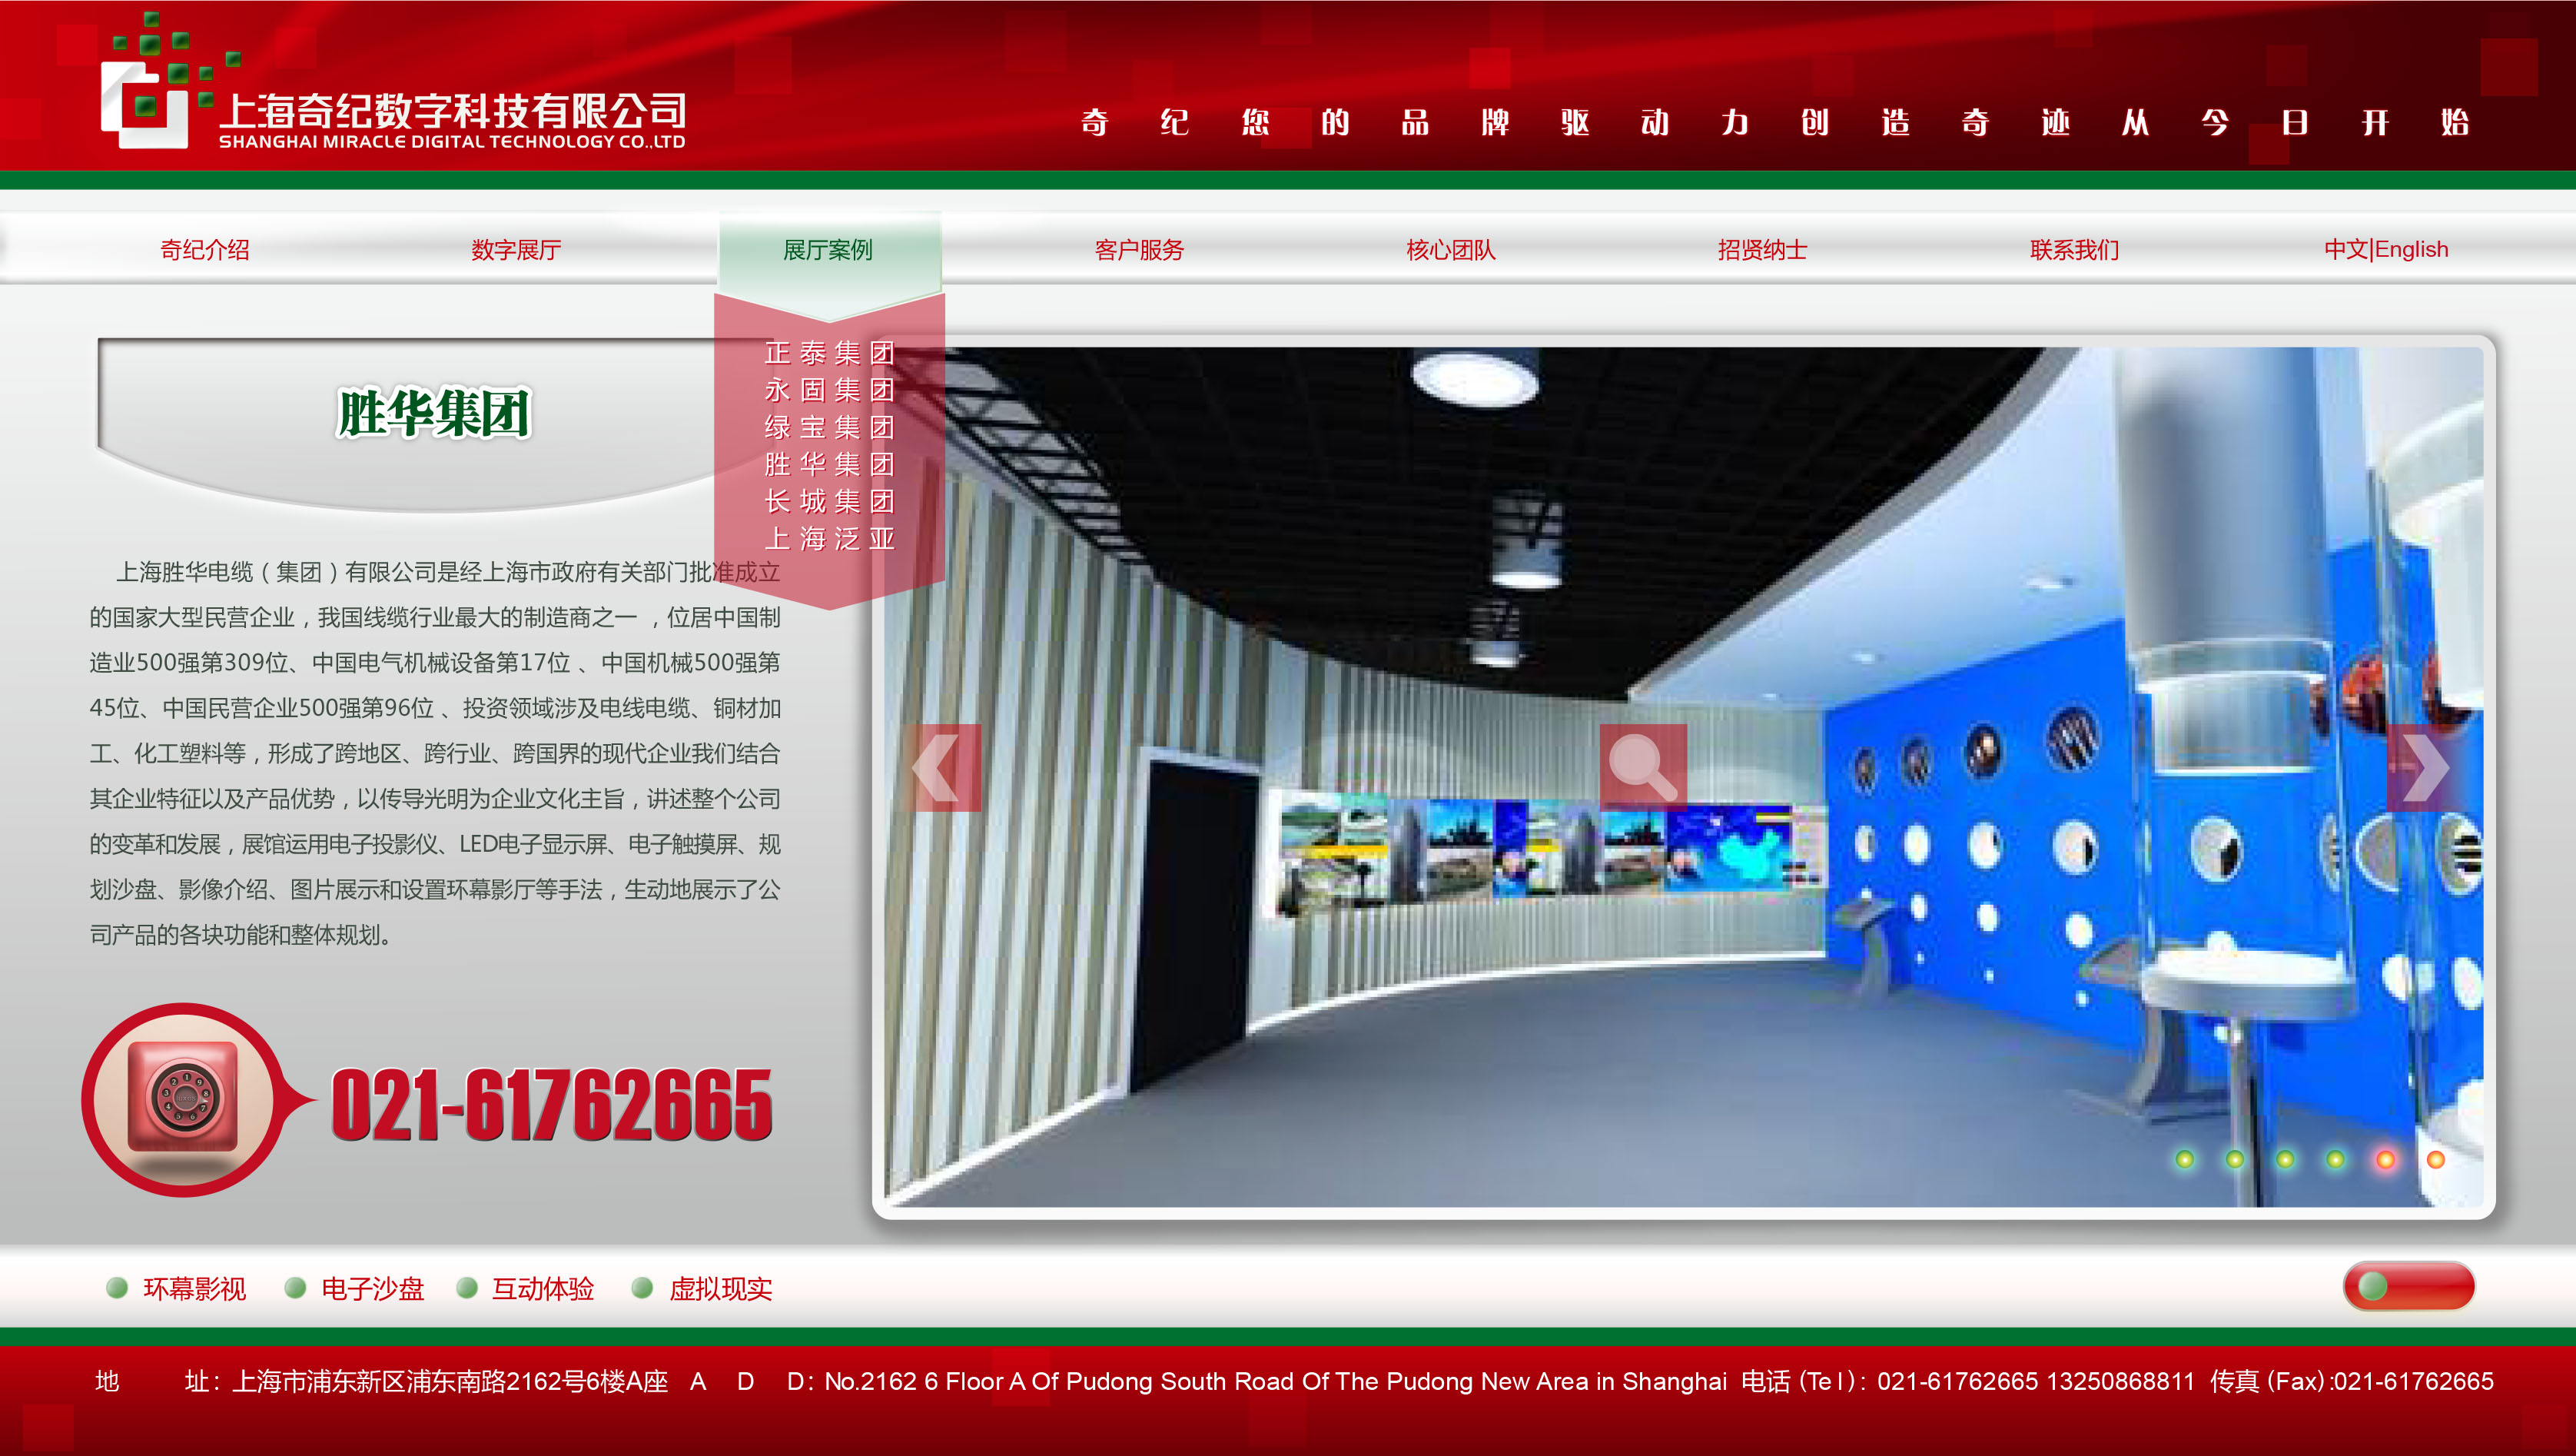 上海奇纪数字科技有限公司
SHANGHAI MIRACLE DIGITAL TECHNOLOGY CO.,LTD
奇纪您的品牌驱动力创造奇迹从今日开始
奇纪介绍 数字展厅 展厅案例 客户服务 核心团队 招贤纳士 联系我们 中文|English
正泰集团
永固集团
绿宝集团
胜华集团
长城集团
上海泛亚
胜华集团
上海胜华电缆（集团）有限公司是经上海市政府有关部门批准成立
的国家大型民营企业，我国线缆行业最大的制造商之一 ，位居中国制
造业500强第309位、中国电气机械设备第17位 、中国机械500强第
45位、中国民营企业500强第96位 、投资领域涉及电线电缆、铜材加
工、化工塑料等，形成了跨地区、跨行业、跨国界的现代企业我们结合
其企业特征以及产品优势，以传导光明为企业文化主旨，讲述整个公司
的变革和发展，展馆运用电子投影仪、LED电子显示屏、电子触摸屏、规
划沙盘、影像介绍、图片展示和设置环幕影厅等手法，生动地展示了公
司产品的各块功能和整体规划。
021-61762665
环幕影视 电子沙盘 互动体验 虚拟现实
地 址：上海市浦东新区浦东南路2162号6楼A座 A D D：No.2162 6 Floor A Of Pudong South Road Of The Pudong New Area in Shanghai 电话（Tel）：021-61762665 13250868811 传真（Fax）:021-61762665